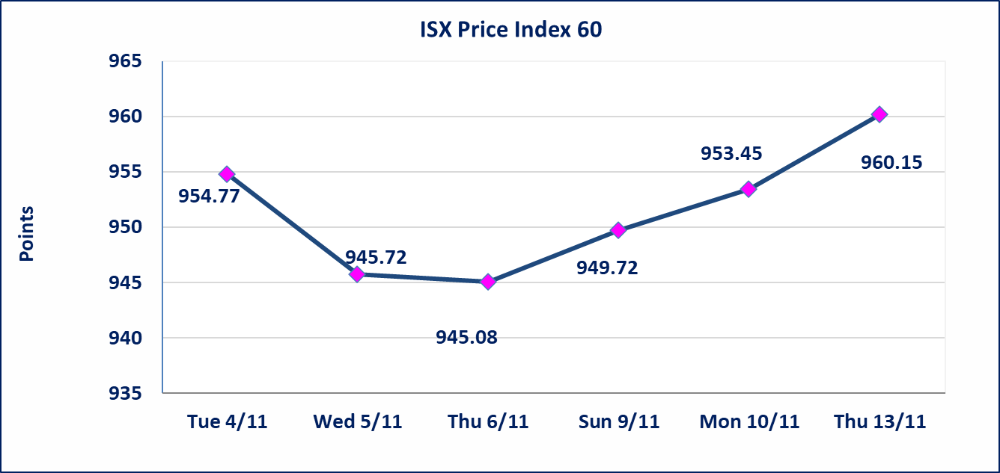 ISX Price Index 60
965
960
955
950
945
940
935
Points
954.77
945.72
945.08
949.72
953.45
960.15
Tue 4/11
Wed 5/11
Thu 6/11
Sun 9/11
Mon 10/11
Thu 13/11